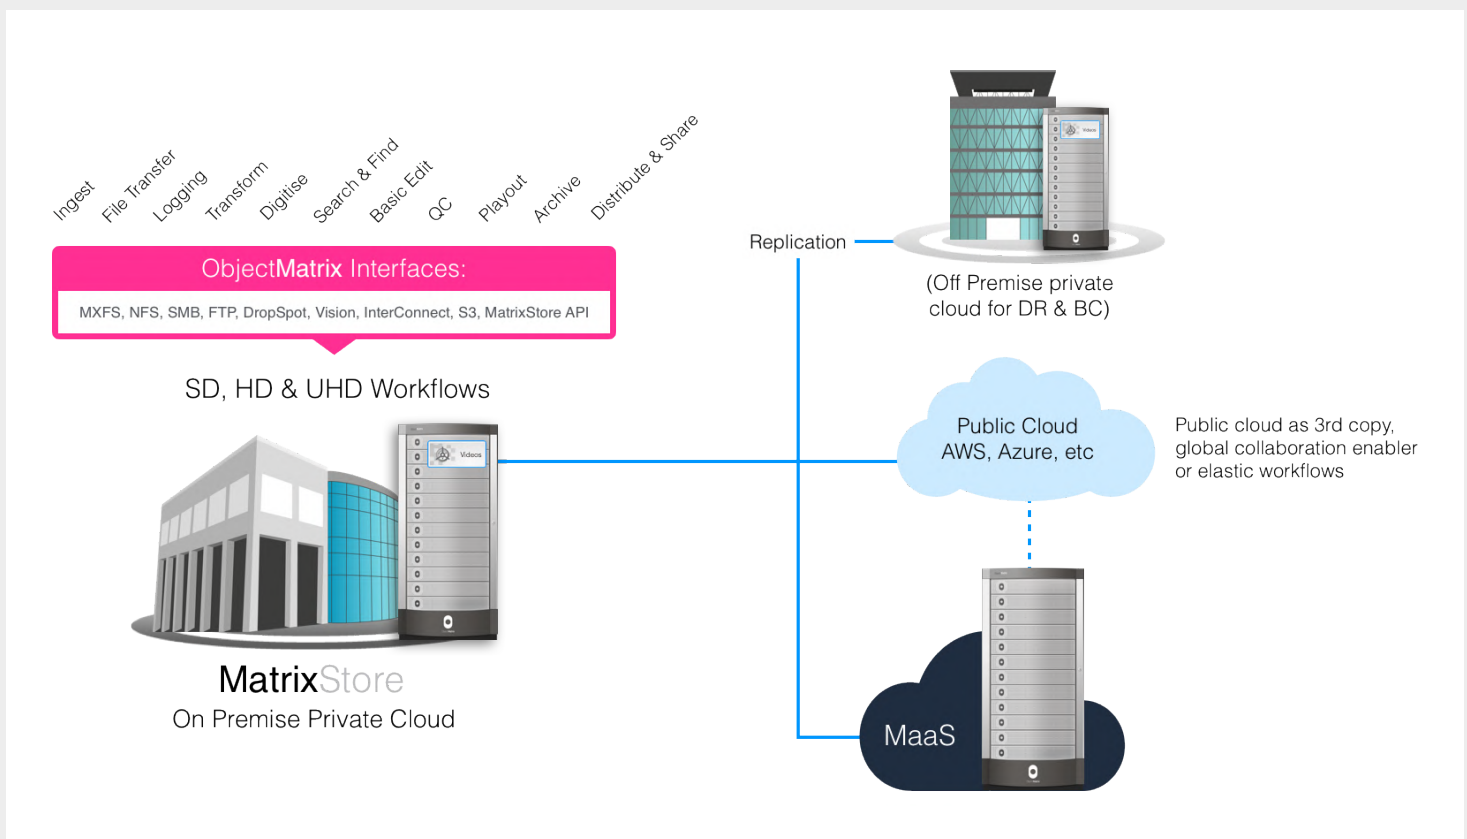 Ingest
File Transfer
Logging
Transform
Digitise
Search & Find
Basic Edit
QC
Playout
Archive
Distribute & Share
ObjectMatrix Interfaces:
MXFS, NFS, SMB, FTP, DropSpot, Vision, InterConnect, S3, MatrixStore API
SD, HD & UHD Workflows
Videos
MatrixStore
On Premise Private Cloud
Replication
Videos
(Off Premise private
cloud for DR & BC)
Public Cloud
AWS, Azure, etc
Public cloud as 3rd copy,
global collaboration enabler
or elastic workflows
MaaS